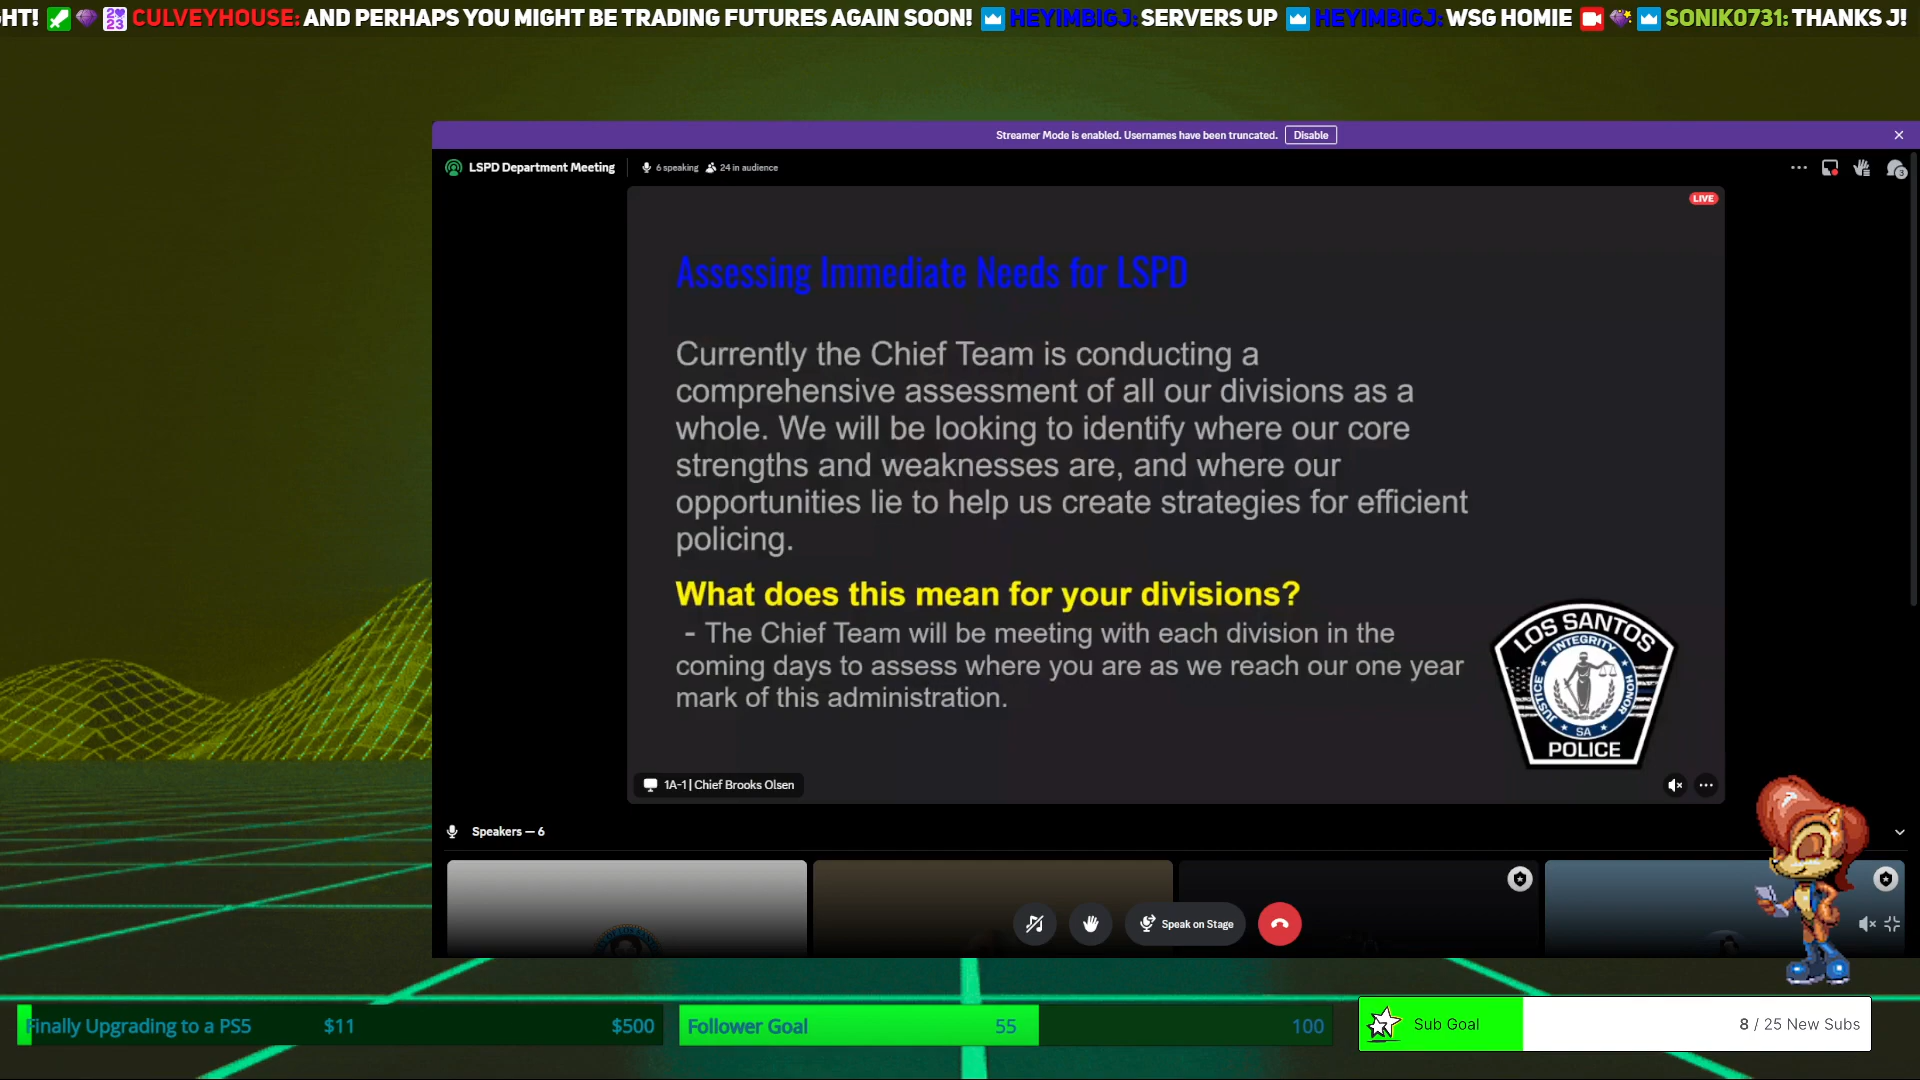 GHT! CULVEYHOUSE: AND PERHAPS YOU MIGHT BE TRADING FUTURES AGAIN SOON! HEYIMBIGJ: SERVERS UP HEYIMBIGJ: WSG HOMIE SONIK0731: THANKS J!
Streamer Mode is enabled. Usernames have been truncated. Disable
LSPD Department Meeting 6 speaking 24 in audience
3
LIVE
Assessing Immediate Needs for LSPD
Currently the Chief Team is conducting a
comprehensive assessment of all our divisions as a
whole. We will be looking to identify where our core
strengths and weaknesses are, and where our
opportunities lie to help us create strategies for efficient
policing.
What does this mean for your divisions?
- The Chief Team will be meeting with each division in the
coming days to assess where you are as we reach our one year
mark of this administration.
LOS SANTOS
INTEGRITY
JUSTICE
HONOR
SA
POLICE
1A-1 | Chief Brooks Olsen
Speakers — 6
Speak on Stage
Finally Upgrading to a PS5 $11 $500
Follower Goal 55 100
Sub Goal 8 / 25 New Subs